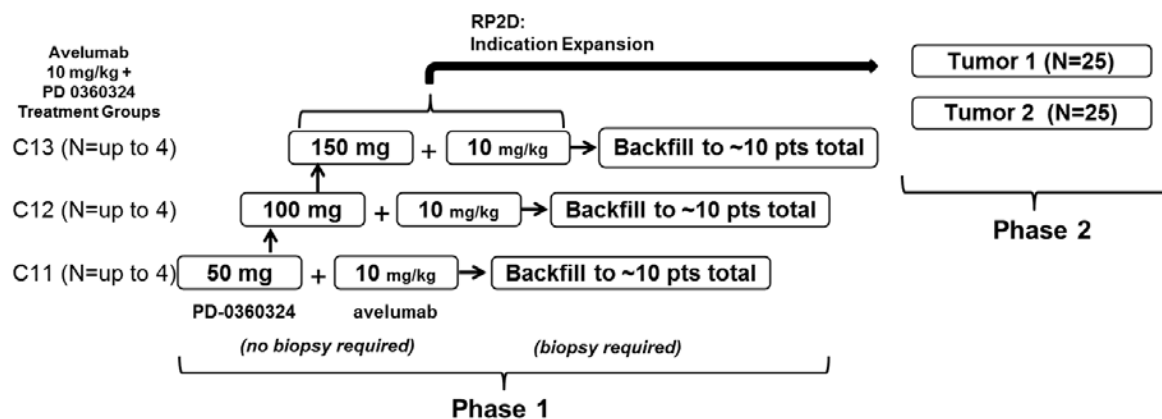 RP2D:
Indication Expansion
Avelumab
10 mg/kg +
PD 0360324
Treatment Groups
Tumor 1 (N=25)
Tumor 2 (N=25)
C13 (N=up to 4) 150 mg + 10 mg/kg Backfill to ~10 pts total
C12 (N=up to 4) 100 mg + 10 mg/kg Backfill to ~10 pts total
Phase 2
C11 (N=up to 4) 50 mg + 10 mg/kg Backfill to ~10 pts total
PD-0360324 avelumab
(no biopsy required) (biopsy required)
Phase 1